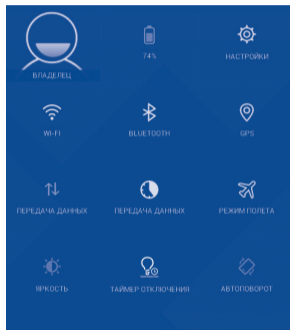 ВЛАДЕЛЕЦ
74%
НАСТРОЙКИ
WI-FI
BLUETOOTH
GPS
ПЕРЕДАЧА ДАННЫХ
ПЕРЕДАЧА ДАННЫХ
РЕЖИМ ПОЛЕТА
ЯРКОСТЬ
ТАЙМЕР ОТКЛЮЧЕНИЯ
АВТОПОВОРОТ